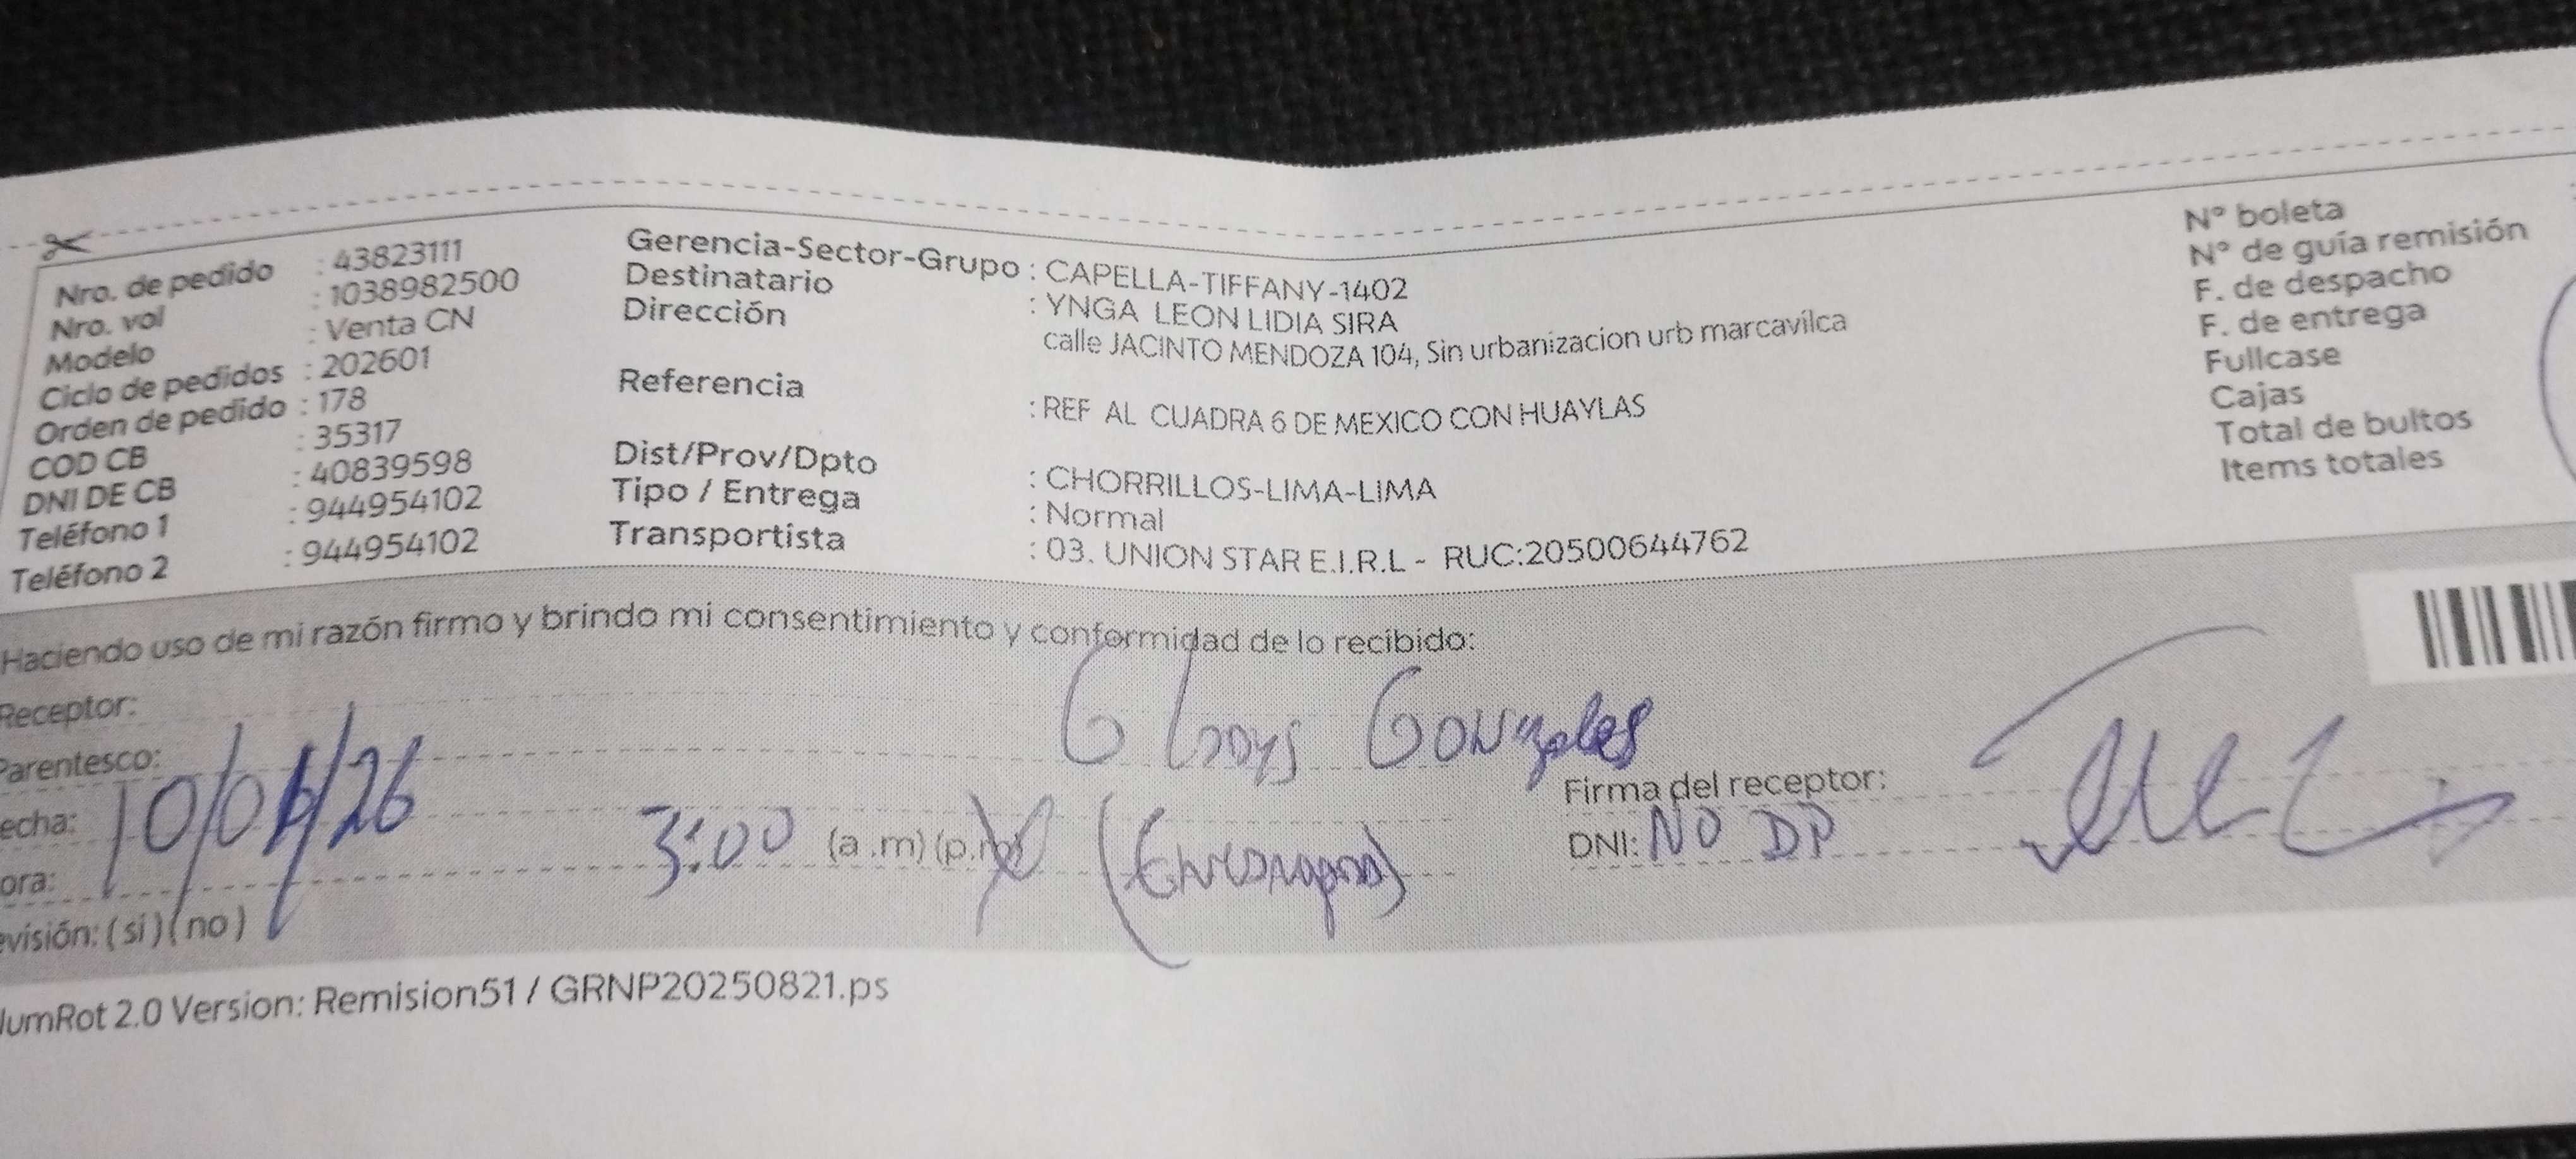 Nro. de pedido : 43823111
Nro. vol : 1038982500
Modelo : Venta CN
Ciclo de pedidos : 202601
Orden de pedido : 178
COD CB : 35317
DNI DE CB : 40839598
Teléfono 1 : 944954102
Teléfono 2 : 944954102
Gerencia-Sector-Grupo : CAPELLA-TIFFANY-1402
Destinatario : YNGA LEON LIDIA SIRA
Dirección calle JACINTO MENDOZA 104, Sin urbanizacion urb marcavilca
Referencia : REF AL CUADRA 6 DE MEXICO CON HUAYLAS
Dist/Prov/Dpto : CHORRILLOS-LIMA-LIMA
Tipo / Entrega : Normal
Transportista : 03. UNION STAR E.I.R.L - RUC:20500644762
N° boleta
N° de guía remisión
F. de despacho
F. de entrega
Fullcase
Cajas
Total de bultos
Items totales
Haciendo uso de mi razón firmo y brindo mi consentimiento y conformidad de lo recibido:
Receptor: Gladys Gonzales
Parentesco:
echa: 10/01/26
ora: 3:00 (a.m) (p.m)
Firma del receptor:
DNI: NO DP
evisión: (si) (no)
NumRot 2.0 Version: Remision51 / GRNP20250821.ps